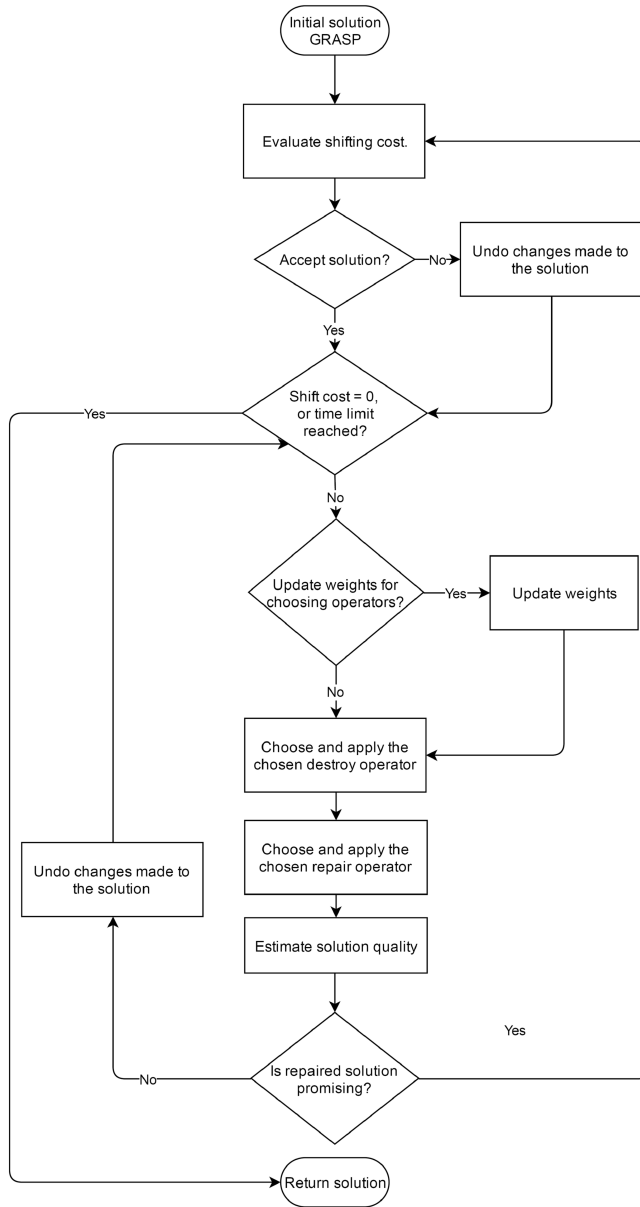 Initial solution
GRASP
Evaluate shifting cost.
Accept solution?
No
Undo changes made to
the solution
Yes
Shift cost = 0,
or time limit
reached?
Yes
No
Update weights for
choosing operators?
Yes
Update weights
No
Choose and apply the
chosen destroy operator
Choose and apply the
chosen repair operator
Undo changes made to
the solution
Estimate solution quality
Yes
Is repaired solution
promising?
No
Return solution